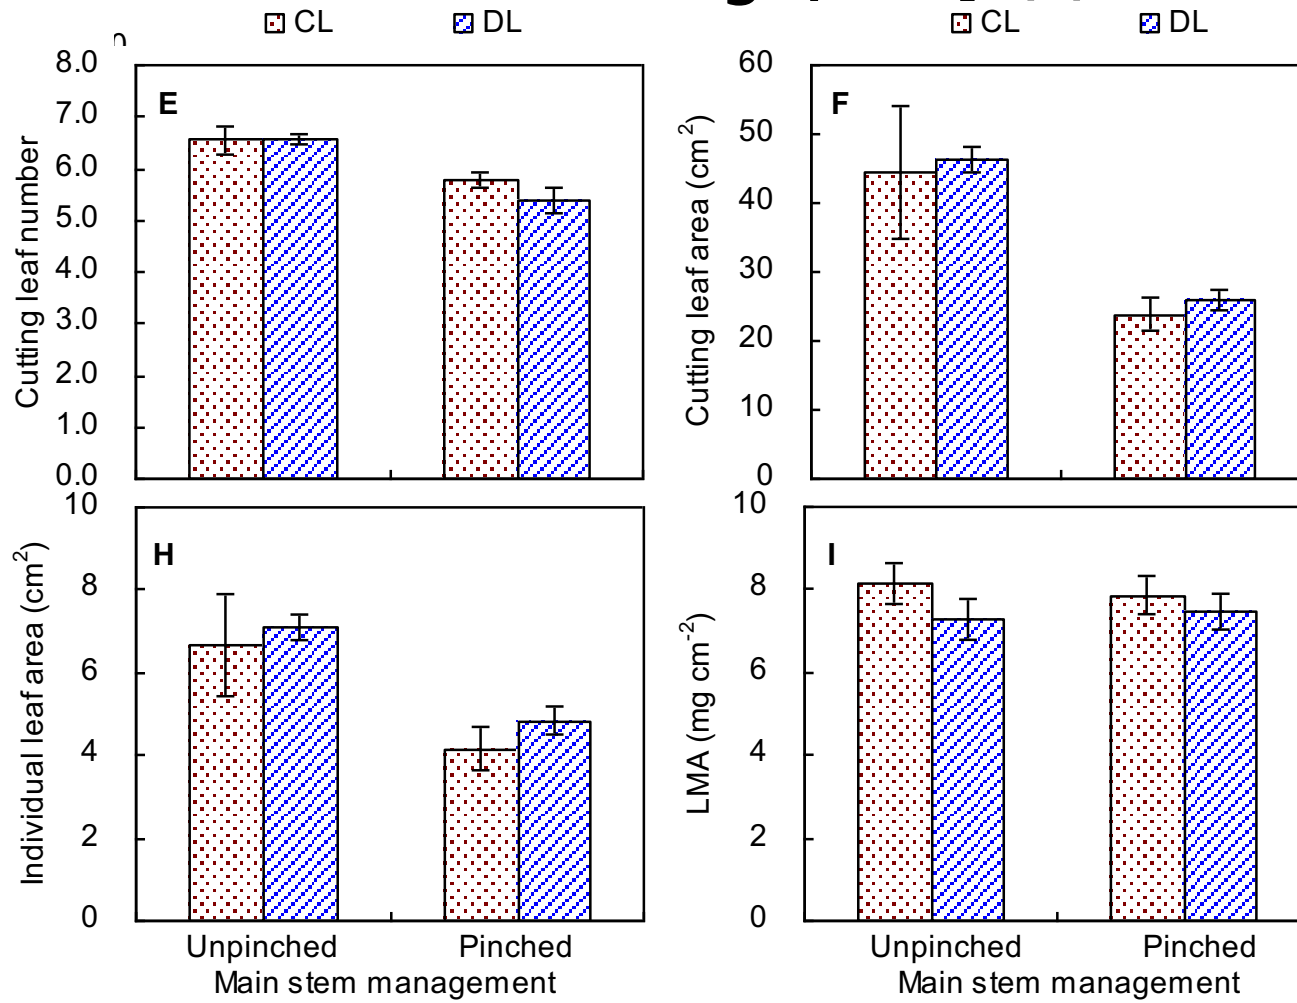 CL DL CL DL
8.0
7.0
6.0
5.0
4.0
3.0
2.0
1.0
0.0
Cutting leaf number
E
60
50
40
30
20
10
0
Cutting leaf area (cm²)
F
10
8
6
4
2
0
Individual leaf area (cm²)
H
Unpinched Pinched
Main stem management
10
8
6
4
2
0
LMA (mg cm⁻²)
I
Unpinched Pinched
Main stem management